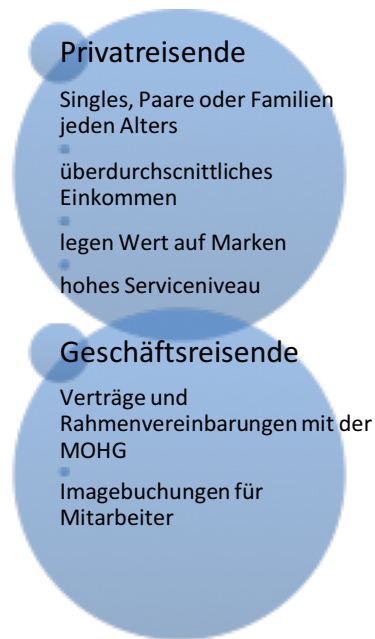 Privatreisende
Singles, Paare oder Familien
jeden Alters
überdurchscnittliches
Einkommen
legen Wert auf Marken
hohes Serviceniveau
Geschäftsreisende
Verträge und
Rahmenvereinbarungen mit der
MOHG
Imagebuchungen für
Mitarbeiter